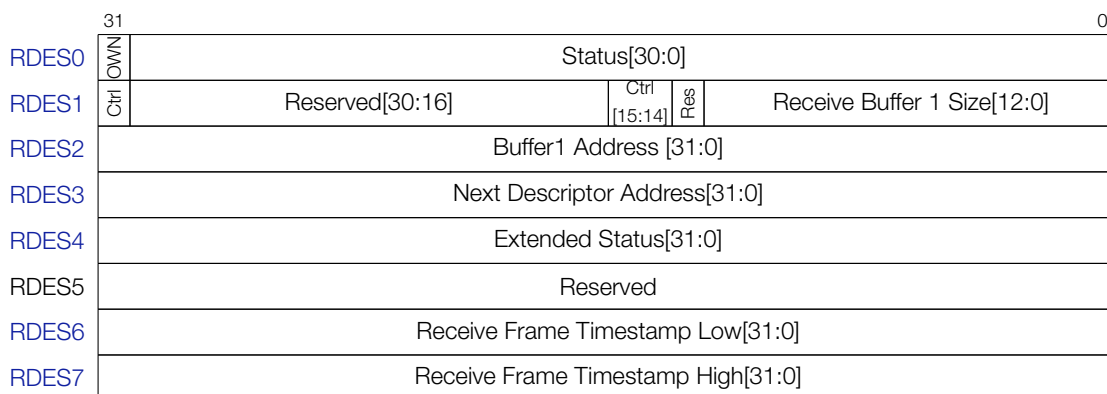 31 0
RDES0 OWN Status[30:0]
RDES1 Ctrl Reserved[30:16] Ctrl [15:14] Res Receive Buffer 1 Size[12:0]
RDES2 Buffer1 Address [31:0]
RDES3 Next Descriptor Address[31:0]
RDES4 Extended Status[31:0]
RDES5 Reserved
RDES6 Receive Frame Timestamp Low[31:0]
RDES7 Receive Frame Timestamp High[31:0]